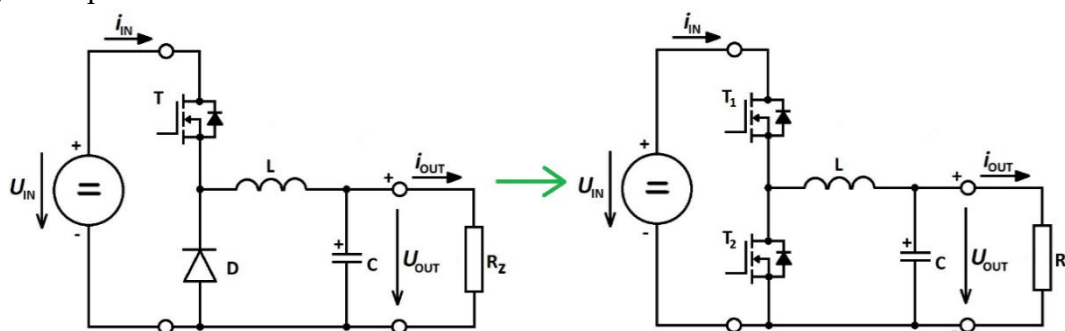 i_IN
T
L
i_OUT
+
U_IN
=
-
D
+
C
U_OUT
R_Z
i_IN
T_1
L
i_OUT
+
+
U_IN
=
-
T_2
+
C
U_OUT
R